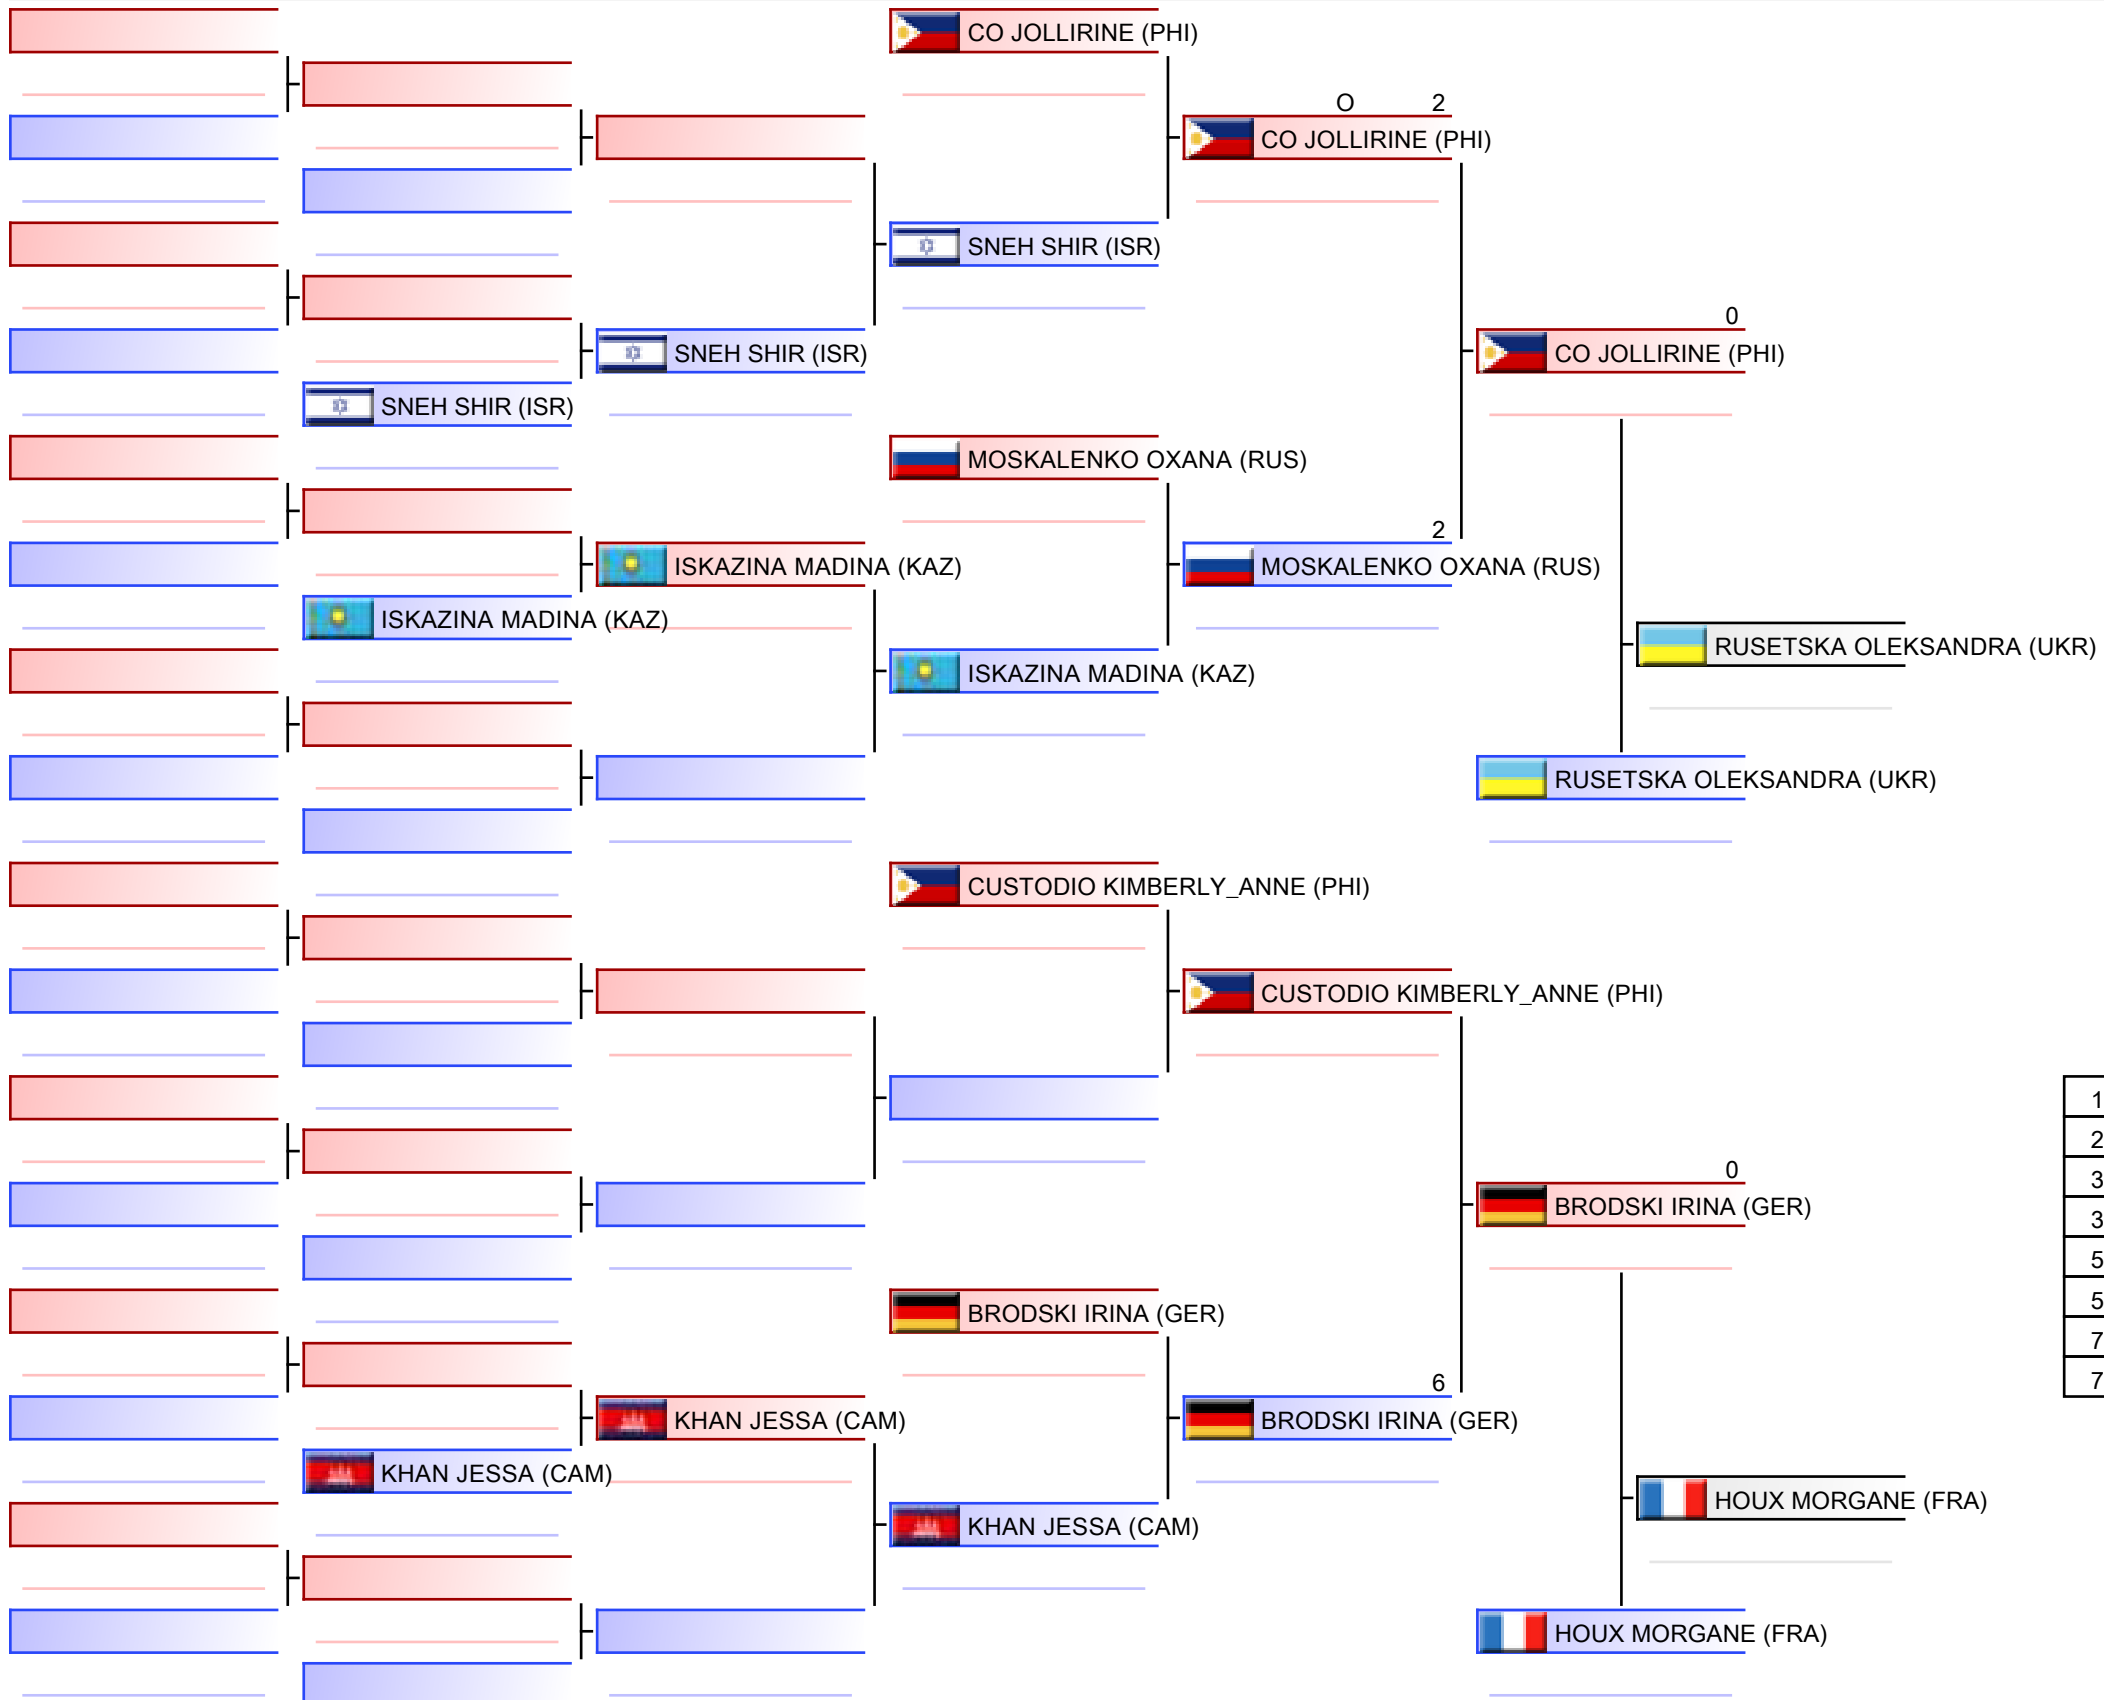 CO JOLLIRINE (PHI)
O 2
CO JOLLIRINE (PHI)
SNEH SHIR (ISR)
0
SNEH SHIR (ISR)
CO JOLLIRINE (PHI)
SNEH SHIR (ISR)
MOSKALENKO OXANA (RUS)
2
ISKAZINA MADINA (KAZ)
MOSKALENKO OXANA (RUS)
ISKAZINA MADINA (KAZ)
RUSETSKA OLEKSANDRA (UKR)
ISKAZINA MADINA (KAZ)
RUSETSKA OLEKSANDRA (UKR)
CUSTODIO KIMBERLY_ANNE (PHI)
CUSTODIO KIMBERLY_ANNE (PHI)
1
2
3
0
BRODSKI IRINA (GER)
3
5
5
BRODSKI IRINA (GER)
7
7
6
KHAN JESSA (CAM)
BRODSKI IRINA (GER)
KHAN JESSA (CAM)
HOUX MORGANE (FRA)
KHAN JESSA (CAM)
HOUX MORGANE (FRA)